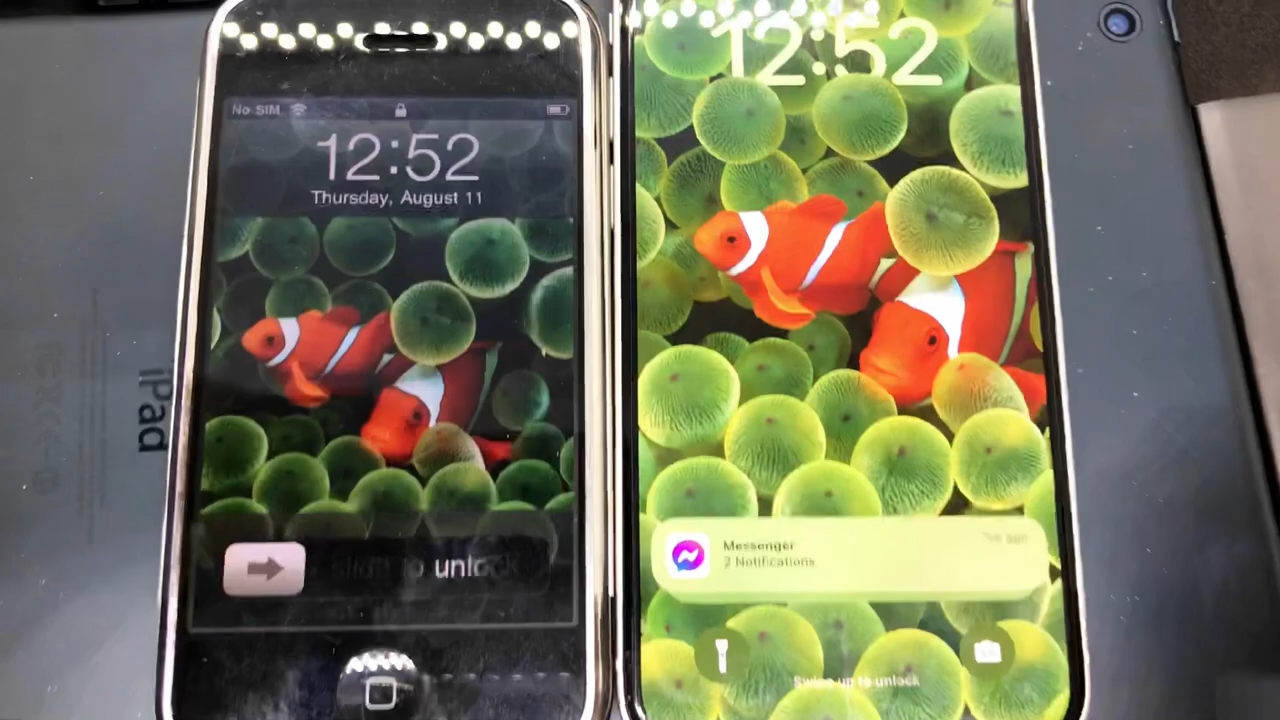 No SIM
12:52
Thursday, August 11
slide to unlock
12:52
Messenger
2 Notifications
Swipe up to unlock
iPad